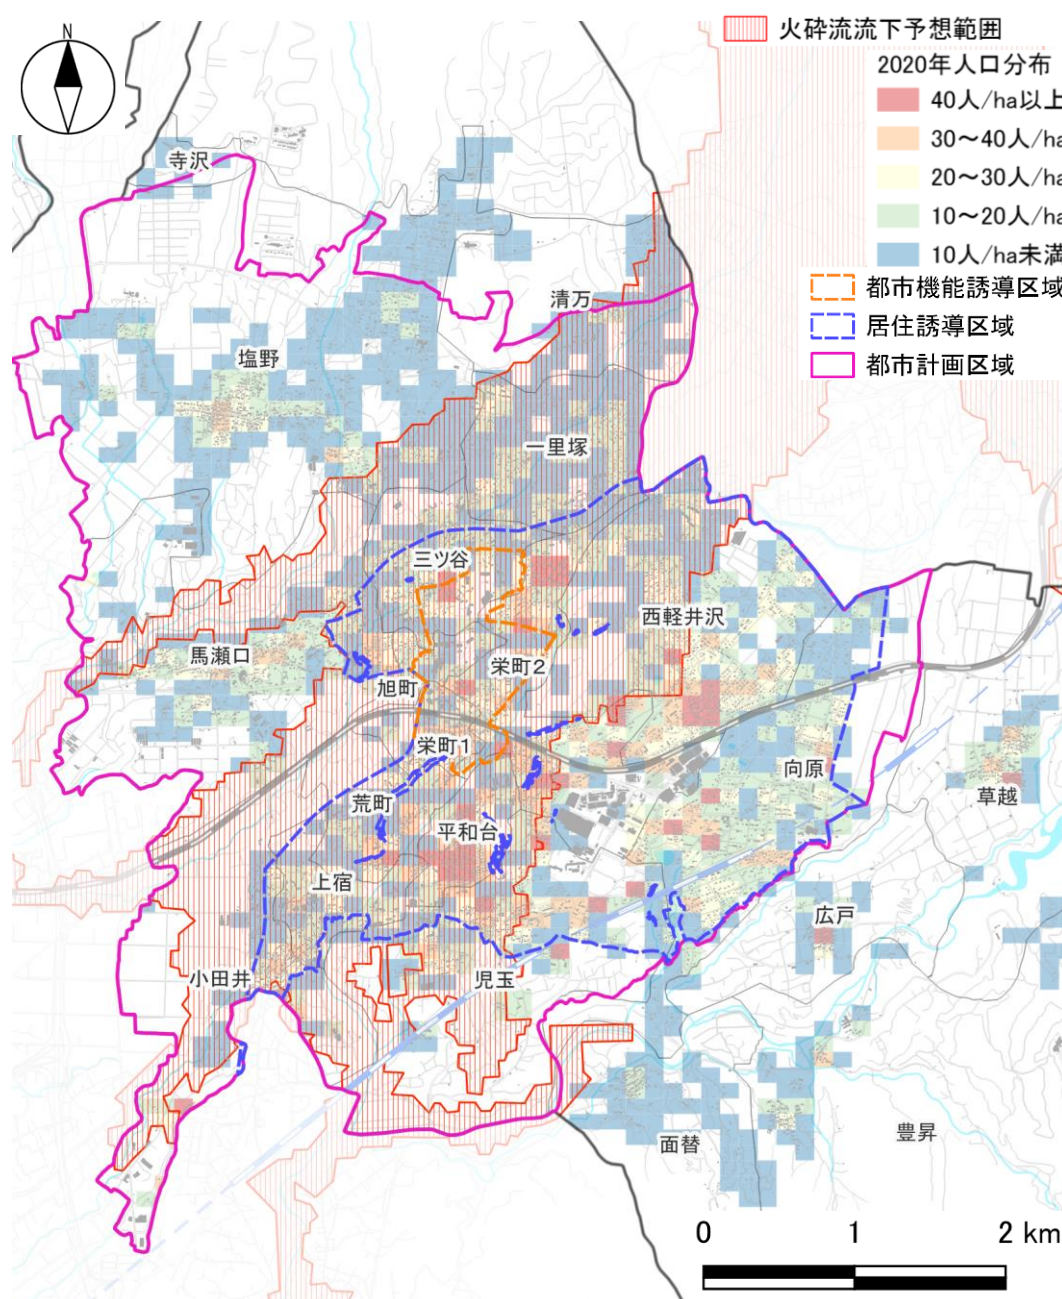 N
火砕流流下予想範囲
2020年人口分布
40人/ha以上
30～40人/ha
20～30人/ha
10～20人/ha
10人/ha未満
都市機能誘導区域
居住誘導区域
都市計画区域
寺沢
清万
塩野
一里塚
三ツ谷
西軽井沢
馬瀬口
栄町2
旭町
栄町1
向原
草越
荒町
平和台
上宿
広戸
小田井
児玉
豊昇
面替
0 1 2 km